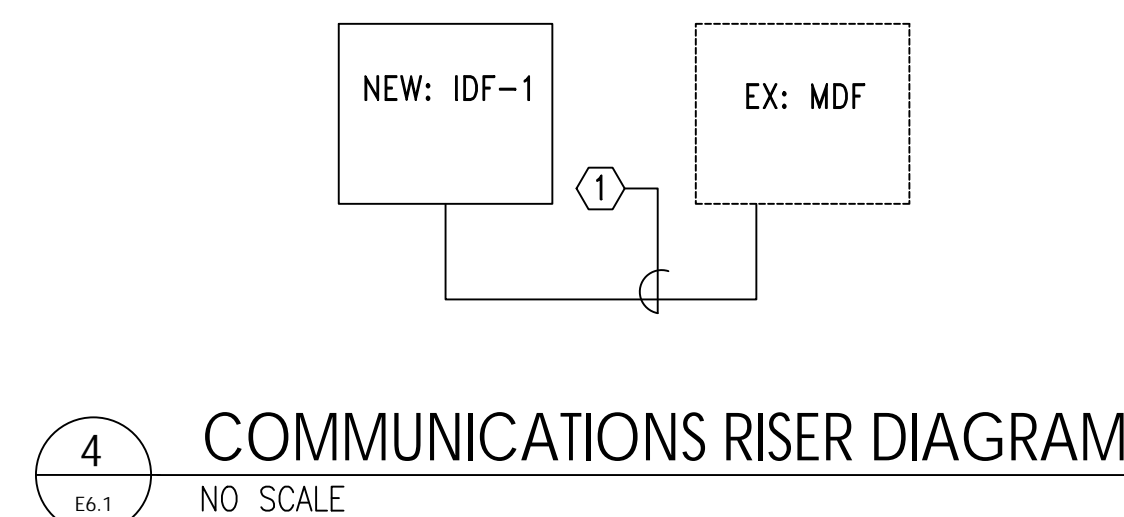 NEW: IDF-1
EX: MDF
1
4
COMMUNICATIONS RISER DIAGRAM
E6.1
NO SCALE